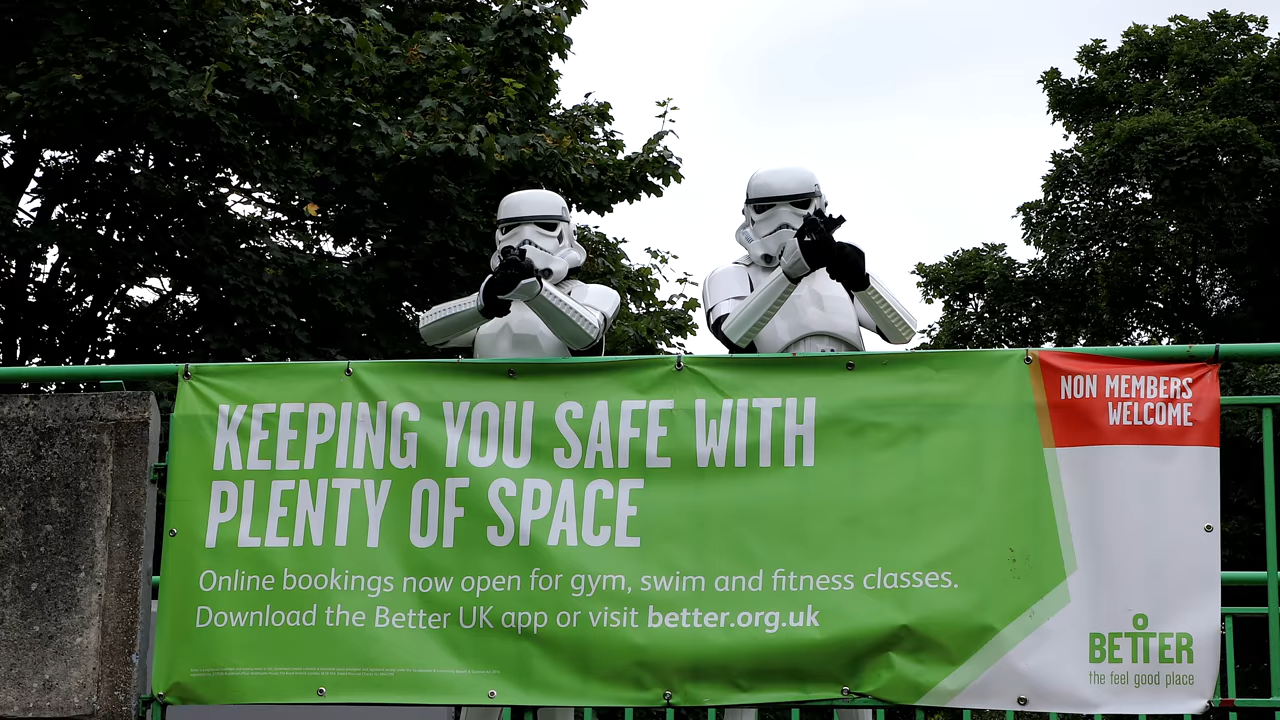 KEEPING YOU SAFE WITH
PLENTY OF SPACE
Online bookings now open for gym, swim and fitness classes.
Download the Better UK app or visit better.org.uk
NON MEMBERS
WELCOME
BETTER
the feel good place